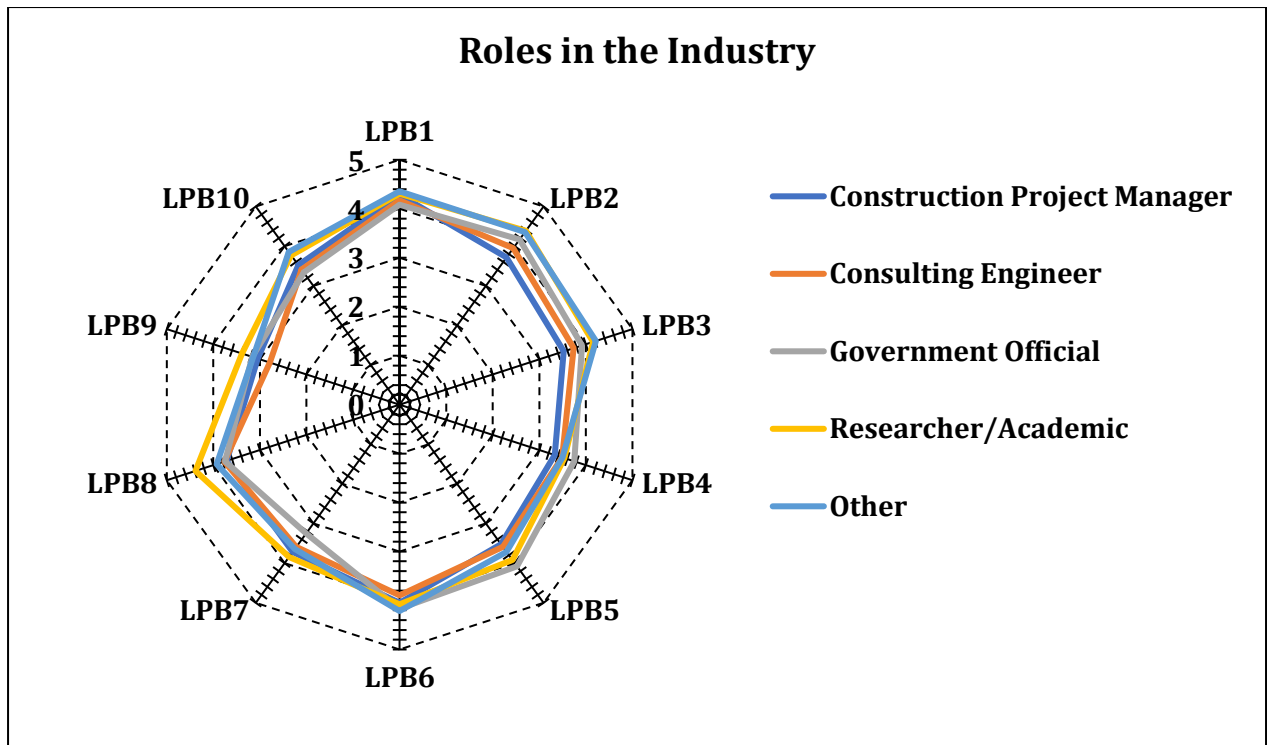 Roles in the Industry
LPB1
LPB2
LPB3
LPB4
LPB5
LPB6
LPB7
LPB8
LPB9
LPB10
5
4
3
2
1
0
Construction Project Manager
Consulting Engineer
Government Official
Researcher/Academic
Other